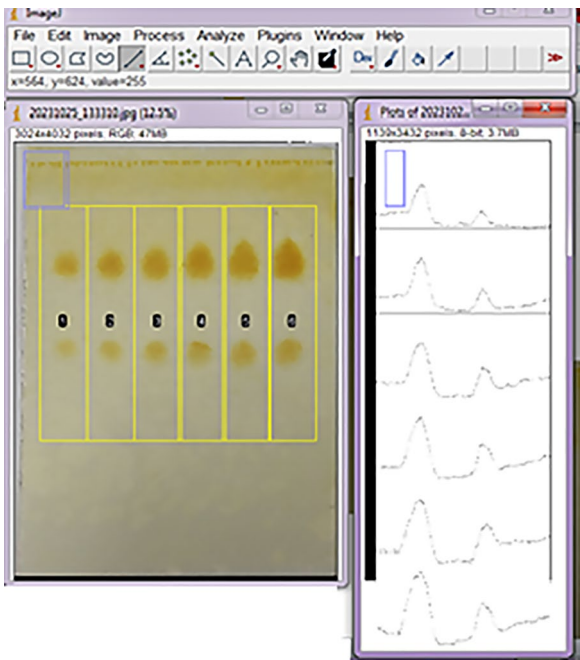 ImageJ
File Edit Image Process Analyze Plugins Window Help
A
x=564, y=624, value=255
20231025_133310.jpg (12.5%)
3024x4032 pixels; RGB; 47MB
Plots of 2023102...
1139x3432 pixels; 8-bit; 3.7MB